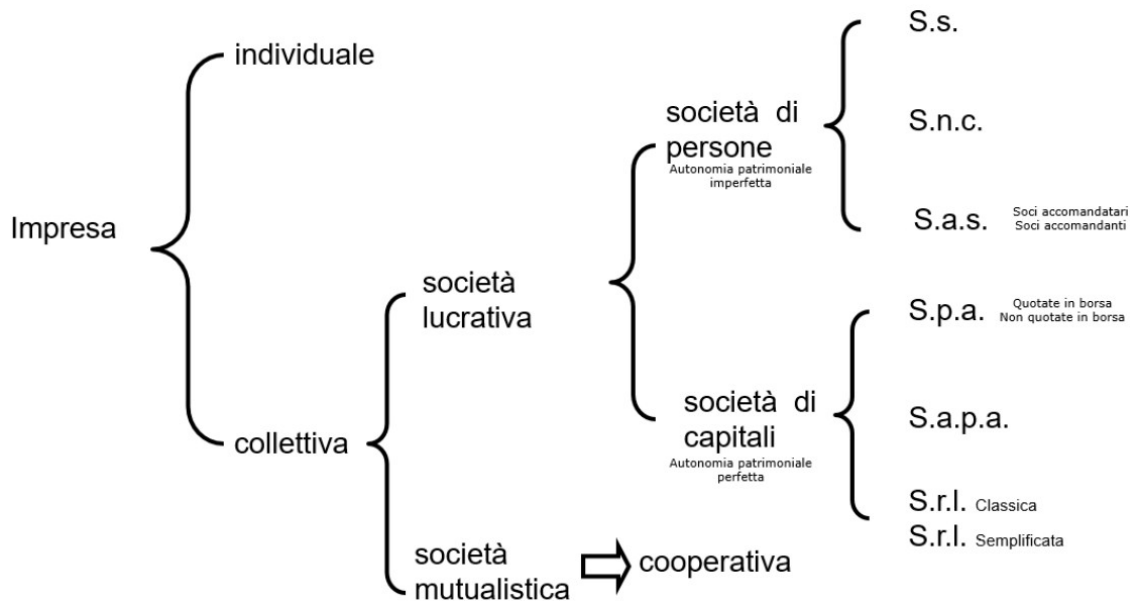 Impresa
individuale
collettiva
società
lucrativa
società
mutualistica
cooperativa
società di
persone
Autonomia patrimoniale
imperfetta
società di
capitali
Autonomia patrimoniale
perfetta
S.s.
S.n.c.
S.a.s.
Soci accomandatari
Soci accomandanti
S.p.a.
Quotate in borsa
Non quotate in borsa
S.a.p.a.
S.r.l. Classica
S.r.l. Semplificata